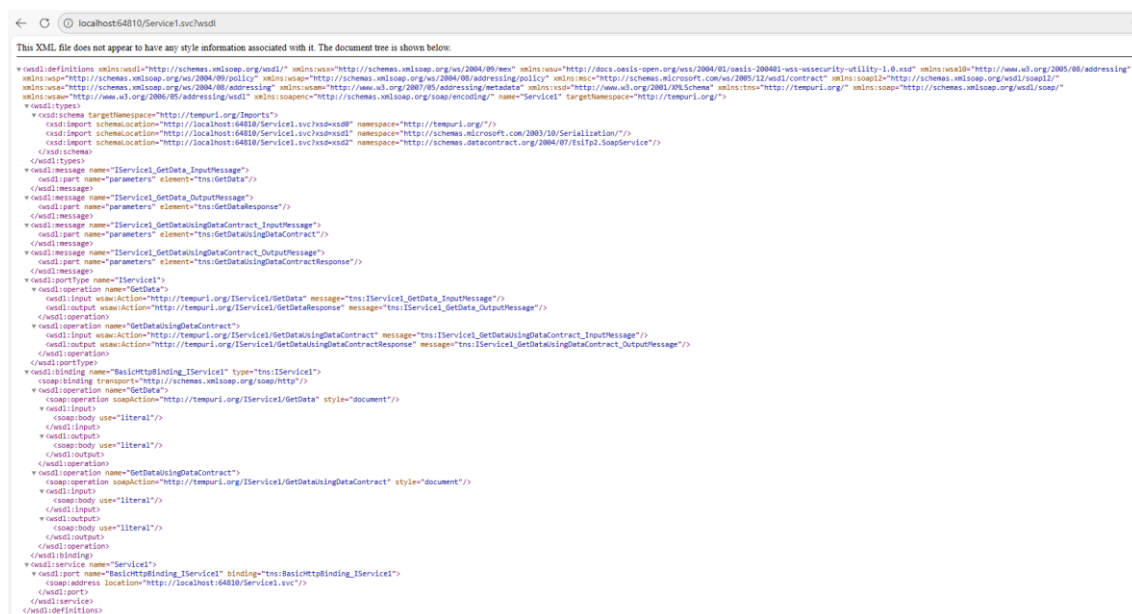 localhost:64810/Service1.svc?wsdl
This XML file does not appear to have any style information associated with it. The document tree is shown below.
▼<wsdl:definitions xmlns:wsdl="http://schemas.xmlsoap.org/wsdl/" xmlns:wsx="http://schemas.xmlsoap.org/ws/2004/09/mex" xmlns:wsu="http://docs.oasis-open.org/wss/2004/01/oasis-200401-wss-wssecurity-utility-1.0.xsd" xmlns:wsa10="http://www.w3.org/2005/08/addressing"
xmlns:wsp="http://schemas.xmlsoap.org/ws/2004/09/policy" xmlns:wsap="http://schemas.xmlsoap.org/ws/2004/08/addressing/policy" xmlns:msc="http://schemas.microsoft.com/ws/2005/12/wsdl/contract" xmlns:soap12="http://schemas.xmlsoap.org/wsdl/soap12/"
xmlns:wsa="http://schemas.xmlsoap.org/ws/2004/08/addressing" xmlns:wsam="http://www.w3.org/2007/05/addressing/metadata" xmlns:xsd="http://www.w3.org/2001/XMLSchema" xmlns:tns="http://tempuri.org/" xmlns:soap="http://schemas.xmlsoap.org/wsdl/soap/"
xmlns:wsaw="http://www.w3.org/2006/05/addressing/wsdl" xmlns:soapenc="http://schemas.xmlsoap.org/soap/encoding/" name="Service1" targetNamespace="http://tempuri.org/">
▼<wsdl:types>
▼<xsd:schema targetNamespace="http://tempuri.org/Imports">
<xsd:import schemaLocation="http://localhost:64810/Service1.svc?xsd=xsd0" namespace="http://tempuri.org/"/>
<xsd:import schemaLocation="http://localhost:64810/Service1.svc?xsd=xsd1" namespace="http://schemas.microsoft.com/2003/10/Serialization/"/>
<xsd:import schemaLocation="http://localhost:64810/Service1.svc?xsd=xsd2" namespace="http://schemas.datacontract.org/2004/07/EsiTp2.SoapService"/>
</xsd:schema>
</wsdl:types>
▼<wsdl:message name="IService1_GetData_InputMessage">
<wsdl:part name="parameters" element="tns:GetData"/>
</wsdl:message>
▼<wsdl:message name="IService1_GetData_OutputMessage">
<wsdl:part name="parameters" element="tns:GetDataResponse"/>
</wsdl:message>
▼<wsdl:message name="IService1_GetDataUsingDataContract_InputMessage">
<wsdl:part name="parameters" element="tns:GetDataUsingDataContract"/>
</wsdl:message>
▼<wsdl:message name="IService1_GetDataUsingDataContract_OutputMessage">
<wsdl:part name="parameters" element="tns:GetDataUsingDataContractResponse"/>
</wsdl:message>
▼<wsdl:portType name="IService1">
▼<wsdl:operation name="GetData">
<wsdl:input wsaw:Action="http://tempuri.org/IService1/GetData" message="tns:IService1_GetData_InputMessage"/>
<wsdl:output wsaw:Action="http://tempuri.org/IService1/GetDataResponse" message="tns:IService1_GetData_OutputMessage"/>
</wsdl:operation>
▼<wsdl:operation name="GetDataUsingDataContract">
<wsdl:input wsaw:Action="http://tempuri.org/IService1/GetDataUsingDataContract" message="tns:IService1_GetDataUsingDataContract_InputMessage"/>
<wsdl:output wsaw:Action="http://tempuri.org/IService1/GetDataUsingDataContractResponse" message="tns:IService1_GetDataUsingDataContract_OutputMessage"/>
</wsdl:operation>
</wsdl:portType>
▼<wsdl:binding name="BasicHttpBinding_IService1" type="tns:IService1">
<soap:binding transport="http://schemas.xmlsoap.org/soap/http"/>
▼<wsdl:operation name="GetData">
<soap:operation soapAction="http://tempuri.org/IService1/GetData" style="document"/>
▼<wsdl:input>
<soap:body use="literal"/>
</wsdl:input>
▼<wsdl:output>
<soap:body use="literal"/>
</wsdl:output>
</wsdl:operation>
▼<wsdl:operation name="GetDataUsingDataContract">
<soap:operation soapAction="http://tempuri.org/IService1/GetDataUsingDataContract" style="document"/>
▼<wsdl:input>
<soap:body use="literal"/>
</wsdl:input>
▼<wsdl:output>
<soap:body use="literal"/>
</wsdl:output>
</wsdl:operation>
</wsdl:binding>
▼<wsdl:service name="Service1">
▼<wsdl:port name="BasicHttpBinding_IService1" binding="tns:BasicHttpBinding_IService1">
<soap:address location="http://localhost:64810/Service1.svc"/>
</wsdl:port>
</wsdl:service>
</wsdl:definitions>